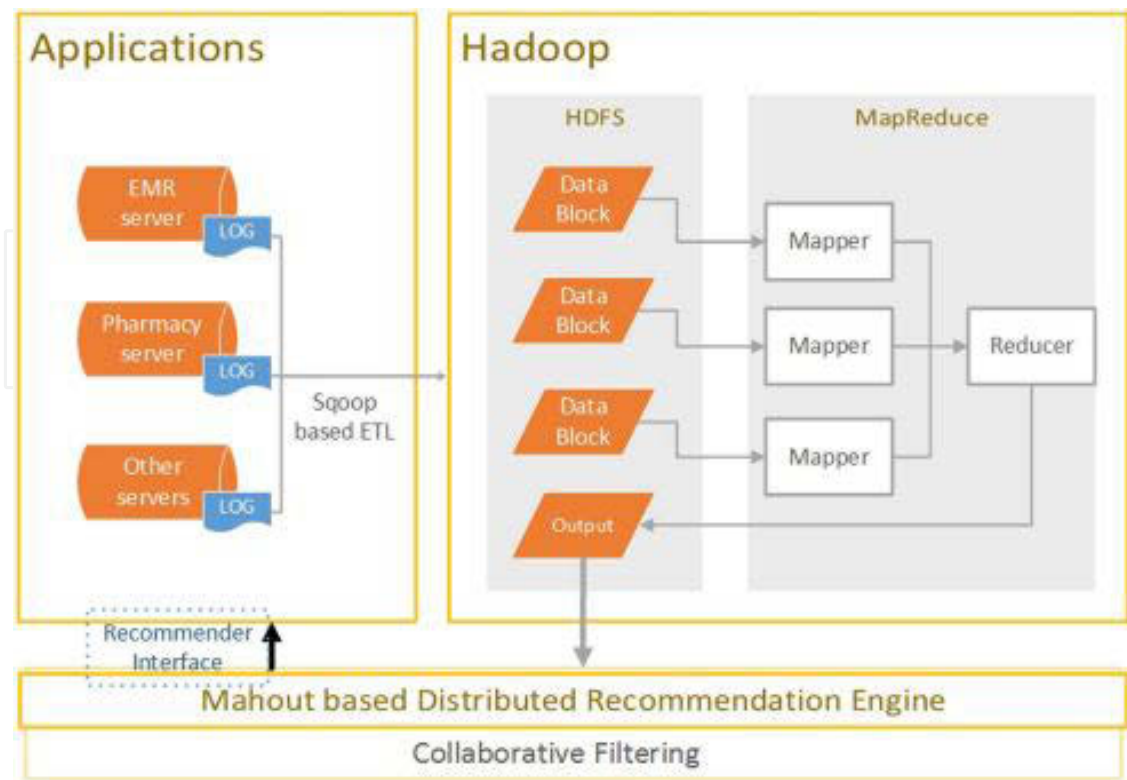 Applications
EMR
server
LOG
Pharmacy
server
LOG
Other
servers
LOG
Sqoop
based ETL
Hadoop
HDFS
Data
Block
Data
Block
Data
Block
Output
MapReduce
Mapper
Mapper
Mapper
Reducer
Recommender
Interface
Mahout based Distributed Recommendation Engine
Collaborative Filtering